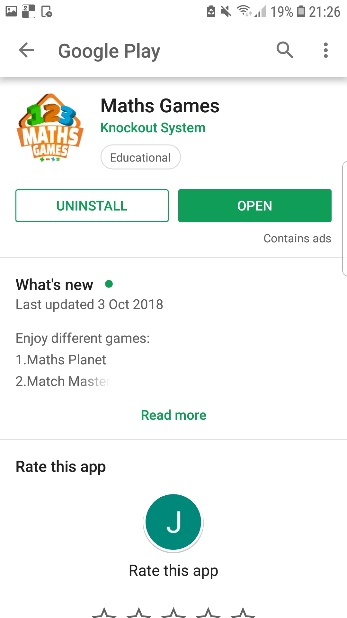 19% 21:26
Google Play
123
MATHS
GAMES
Maths Games
Knockout System
Educational
UNINSTALL
OPEN
Contains ads
What's new
Last updated 3 Oct 2018
Enjoy different games:
1.Maths Planet
2.Match Maste
Read more
Rate this app
J
Rate this app